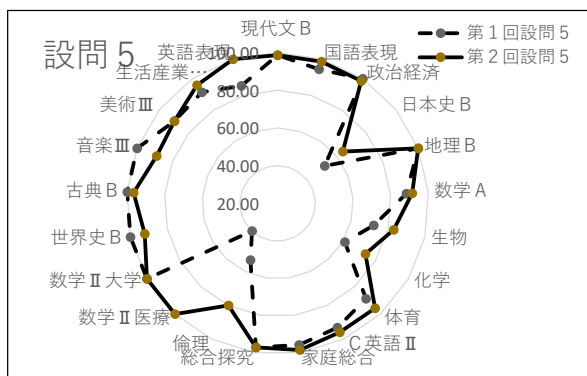 設問５
第１回設問５
第２回設問５
現代文Ｂ
国語表現
政治経済
日本史Ｂ
地理Ｂ
数学Ａ
生物
化学
体育
Ｃ英語Ⅱ
家庭総合
総合探究
倫理
数学Ⅱ医療
数学Ⅱ大学
世界史Ｂ
古典Ｂ
音楽Ⅲ
美術Ⅲ
生活産業…
英語表現
100.00
80.00
60.00
40.00
20.00